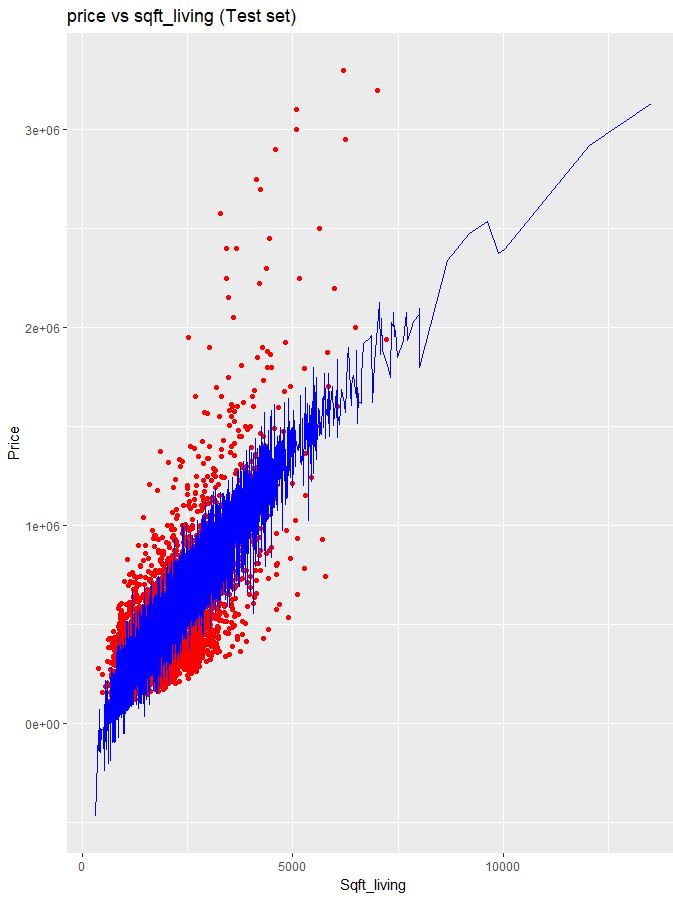 price vs sqft_living (Test set)
3e+06
2e+06
1e+06
0e+00
Price
0
5000
10000
Sqft_living